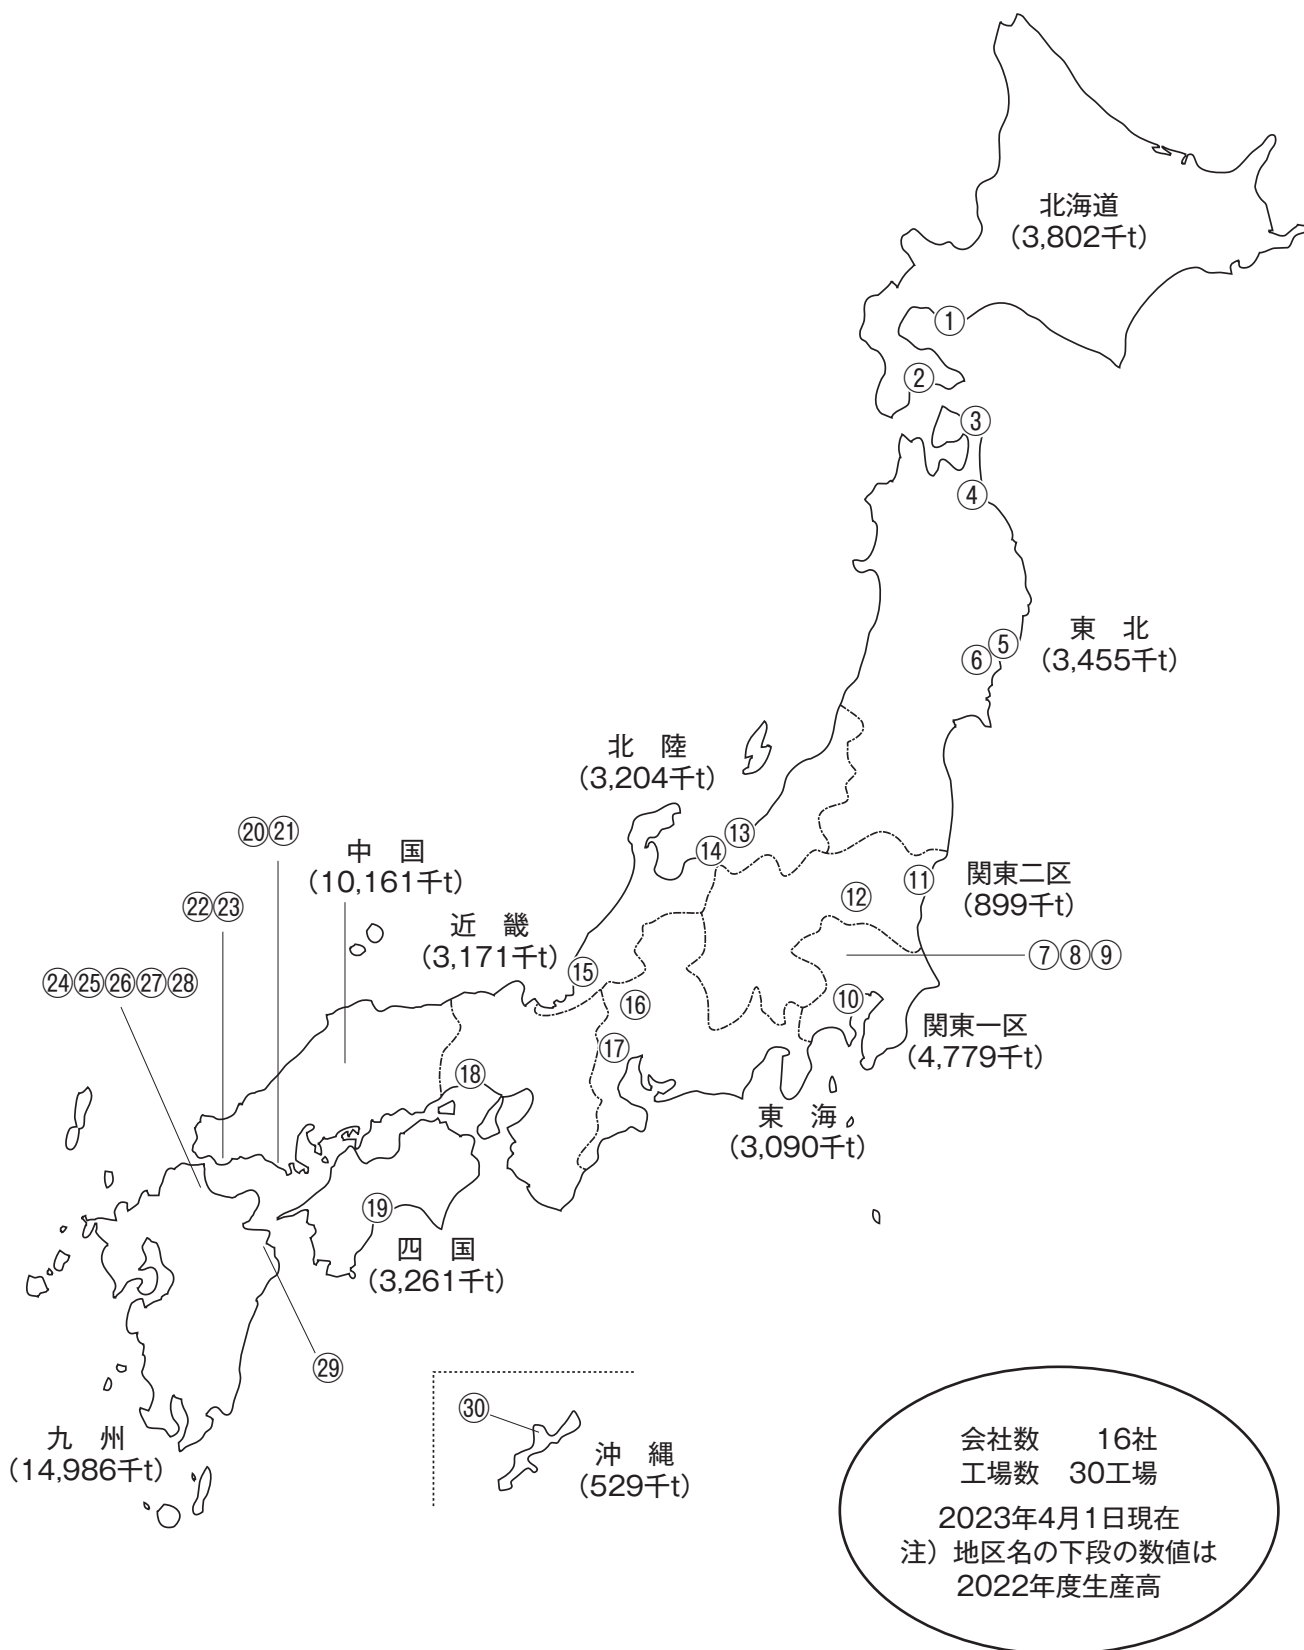 北海道
(3,802千t)
①
②
③
④
東　北
(3,455千t)
⑤
⑥
北　陸
(3,204千t)
⑬
⑭
⑳㉑
中　国
(10,161千t)
⑪
関東二区
(899千t)
⑫
㉒㉓
近　畿
(3,171千t)
⑦⑧⑨
㉔㉕㉖㉗㉘
⑮
⑯
⑩
関東一区
(4,779千t)
⑰
⑱
東　海
(3,090千t)
⑲
四　国
(3,261千t)
㉙
㉚
九　州
(14,986千t)
沖　縄
(529千t)
会社数　　16社
工場数　30工場
2023年4月1日現在
注）地区名の下段の数値は
2022年度生産高